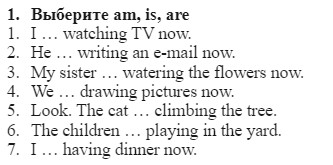 1. Выберите am, is, are
1. I … watching TV now.
2. He … writing an e-mail now.
3. My sister … watering the flowers now.
4. We … drawing pictures now.
5. Look. The cat … climbing the tree.
6. The children … playing in the yard.
7. I … having dinner now.